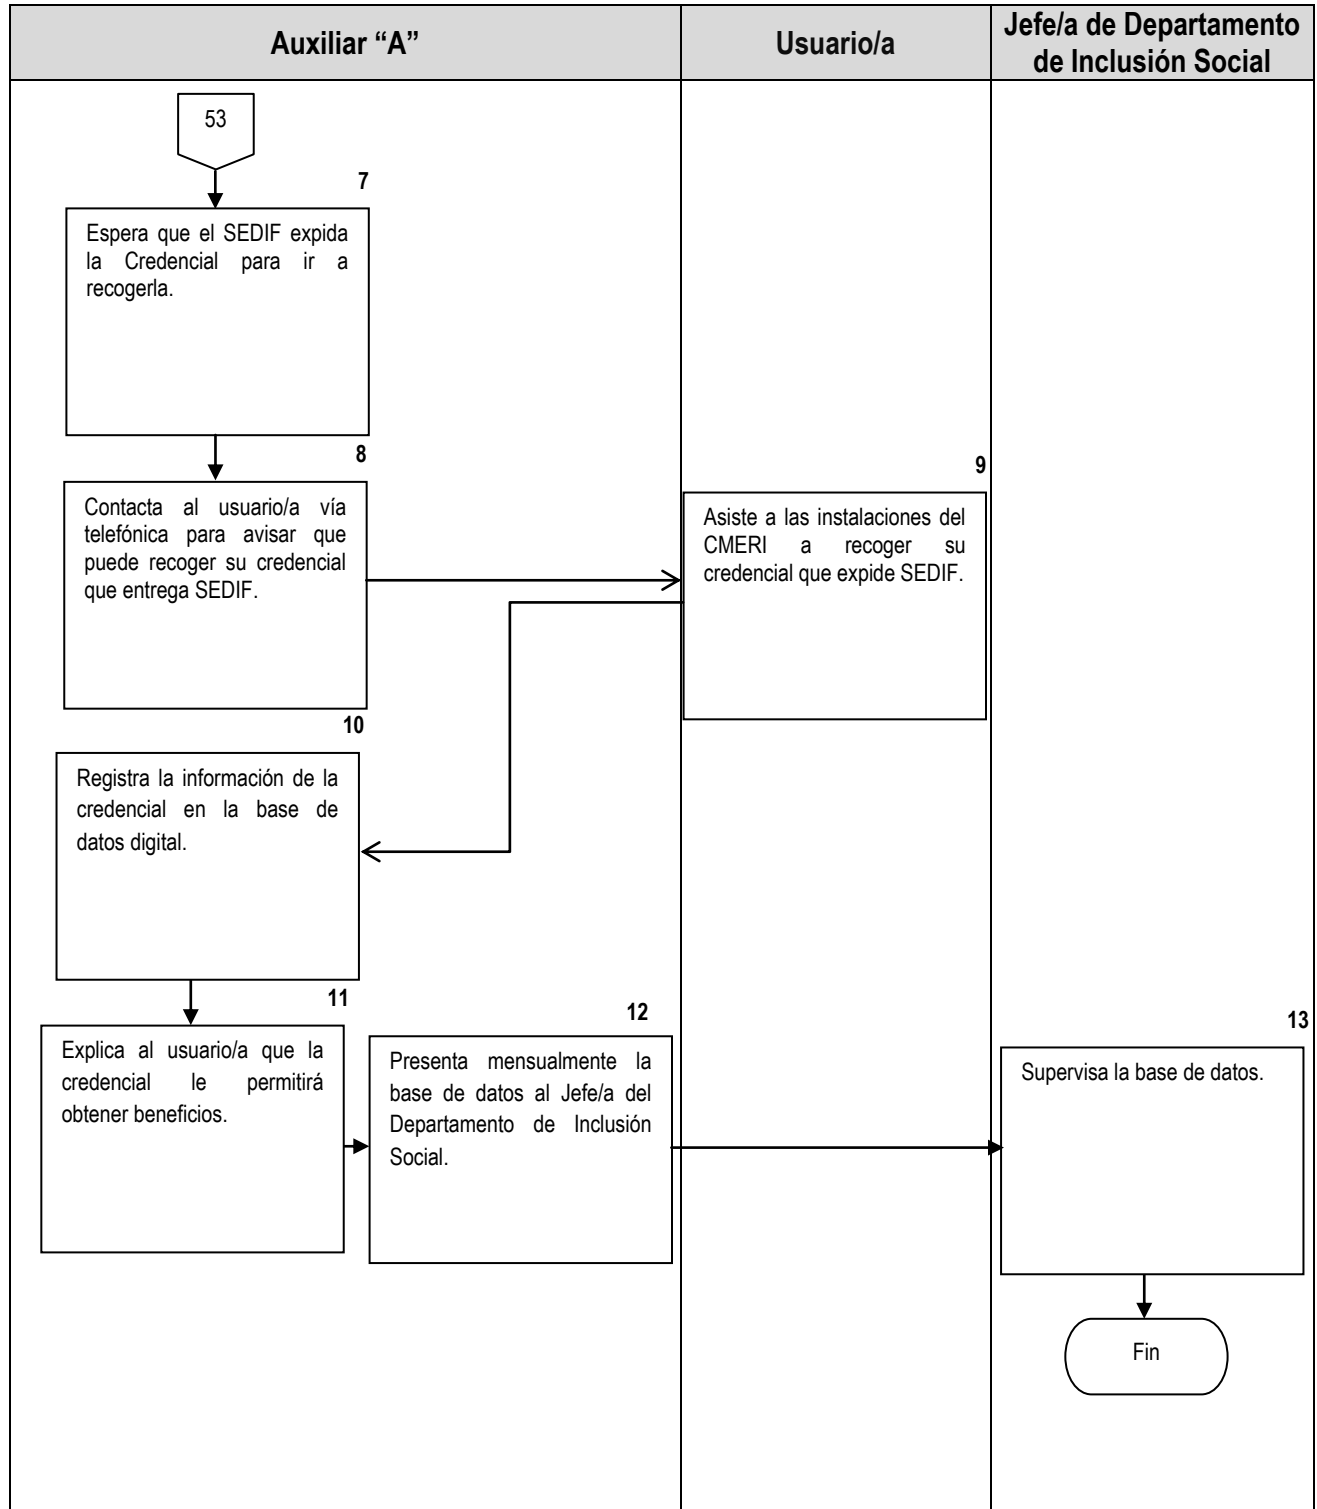 Auxiliar “A”
Usuario/a
Jefe/a de Departamento
de Inclusión Social
53
7
Espera que el SEDIF expida
la Credencial para ir a
recogerla.
8
Contacta al usuario/a vía
telefónica para avisar que
puede recoger su credencial
que entrega SEDIF.
9
Asiste a las instalaciones del
CMERI a recoger su
credencial que expide SEDIF.
10
Registra la información de la
credencial en la base de
datos digital.
11
Explica al usuario/a que la
credencial le permitirá
obtener beneficios.
12
Presenta mensualmente la
base de datos al Jefe/a del
Departamento de Inclusión
Social.
13
Supervisa la base de datos.
Fin